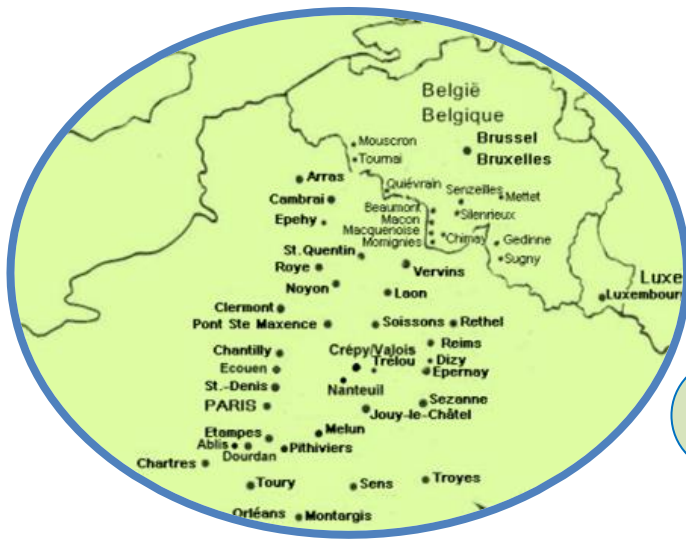 België
Belgique
Brussel
Bruxelles
Mouscron
Tournai
Arras
Quiévrain
Senzeilles
Mettet
Cambrai
Beaumont
Silenrieux
Epehy
Macon
Macquenoise
Chimay
Momignies
Gedinne
St.Quentin
Sugny
Roye
Vervins
Luxe
Noyon
Laon
Luxembourg
Clermont
Pont Ste Maxence
Soissons
Rethel
Reims
Chantilly
Crépy/Valois
Dizy
Trélou
Ecouen
Epernay
St.-Denis
Nanteuil
PARIS
Sezanne
Jouy-le-Châtel
Etampes
Melun
Ablis
Pithiviers
Dourdan
Chartres
Toury
Sens
Troyes
Orléans
Montargis